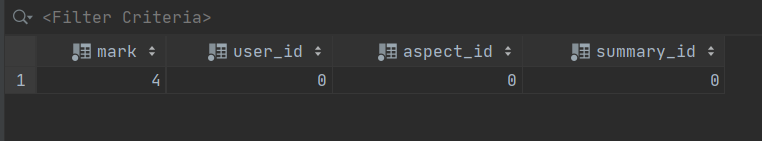 <Filter Criteria>
mark user_id aspect_id summary_id
1 4 0 0 0